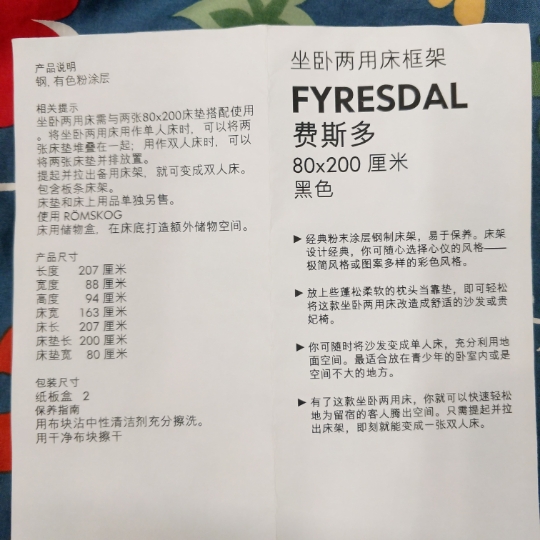 产品说明
钢, 有色粉涂层
相关提示
坐卧两用床需与两张80x200床垫搭配使用
。将坐卧两用床用作单人床时, 可以将两
张床垫堆叠在一起; 用作双人床时, 可以
将两张床垫并排放置。
提起并拉出备用床架, 就可变成双人床。
包含板条床架。
床垫和床上用品单独另售。
使用 RÖMSKOG
床用储物盒, 在床底打造额外储物空间。
产品尺寸
长度 207 厘米
宽度 88 厘米
高度 94 厘米
床宽 163 厘米
床长 207 厘米
床垫长 200 厘米
床垫宽 80 厘米
包装尺寸
纸板盒 2
保养指南
用布块沾中性清洁剂充分擦洗。
用干净布块擦干
坐卧两用床框架
FYRESDAL
费斯多
80x200 厘米
黑色
▶ 经典粉末涂层钢制床架, 易于保养。床架
设计经典, 你可随心选择心仪的风格——
极简风格或图案多样的彩色风格。
▶ 放上些蓬松柔软的枕头当靠垫, 即可轻松
将这款坐卧两用床改造成舒适的沙发或贵
妃椅。
▶ 你可随时将沙发变成单人床, 充分利用地
面空间。最适合放在青少年的卧室内或是
空间不大的地方。
▶ 有了这款坐卧两用床, 你就可以快速轻松
地为留宿的客人腾出空间。只需提起并拉
出床架, 即刻就能变成一张双人床。